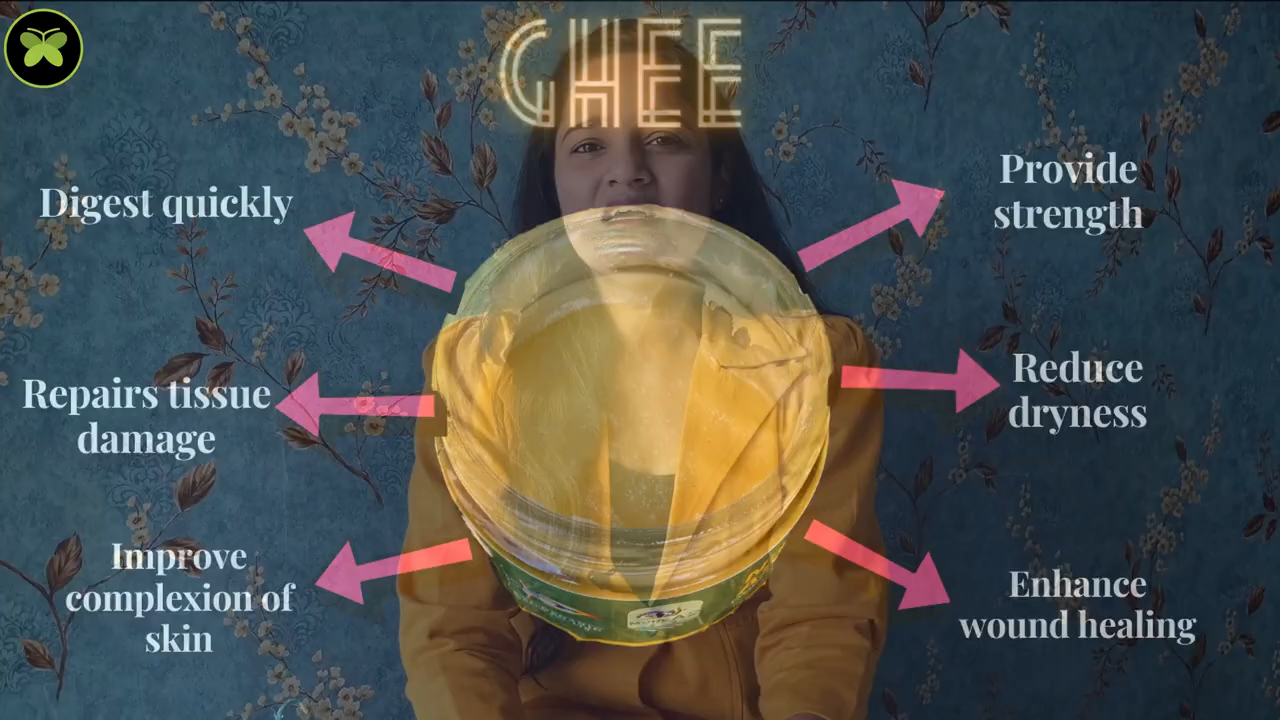 GHEE
Digest quickly
Provide
strength
Repairs tissue
damage
Reduce
dryness
Improve
complexion of
skin
Enhance
wound healing